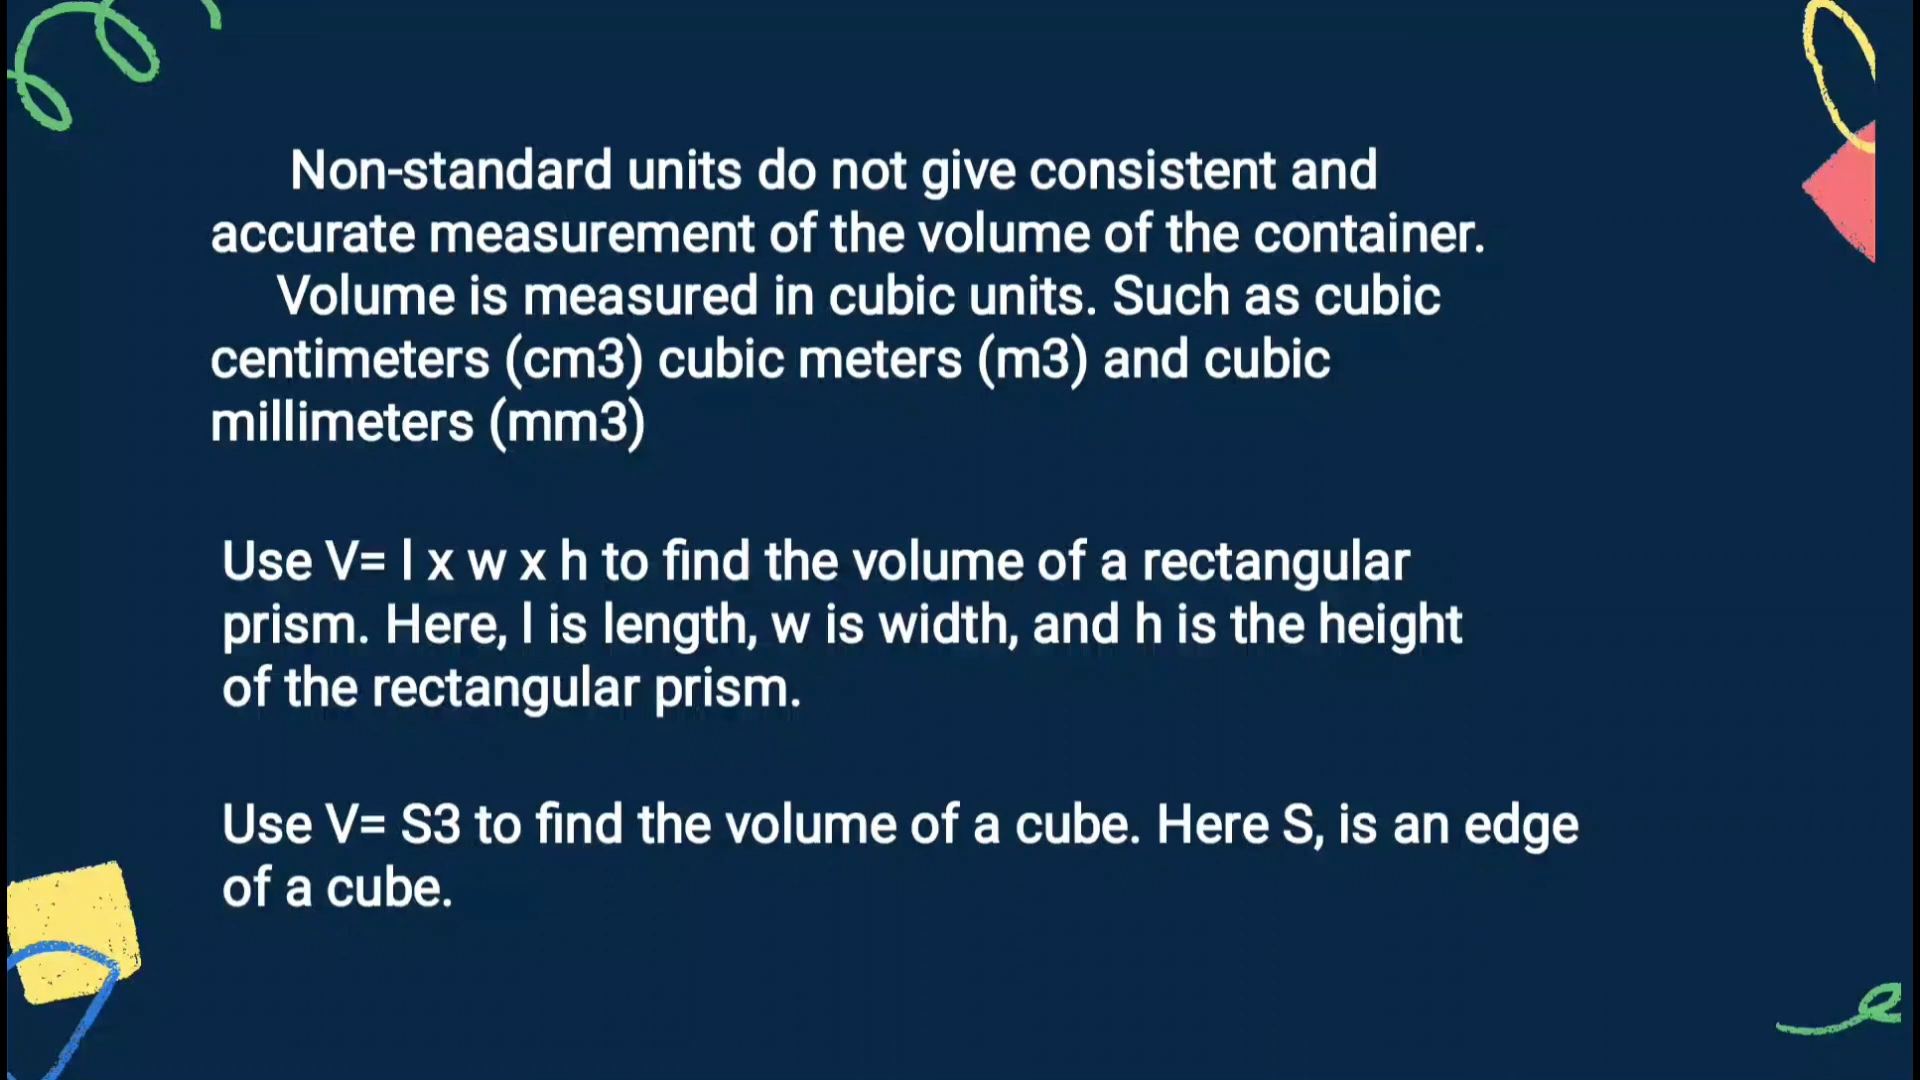 Non-standard units do not give consistent and
accurate measurement of the volume of the container.
Volume is measured in cubic units. Such as cubic
centimeters (cm3) cubic meters (m3) and cubic
millimeters (mm3)
Use V= l x w x h to find the volume of a rectangular
prism. Here, l is length, w is width, and h is the height
of the rectangular prism.
Use V= S3 to find the volume of a cube. Here S, is an edge
of a cube.